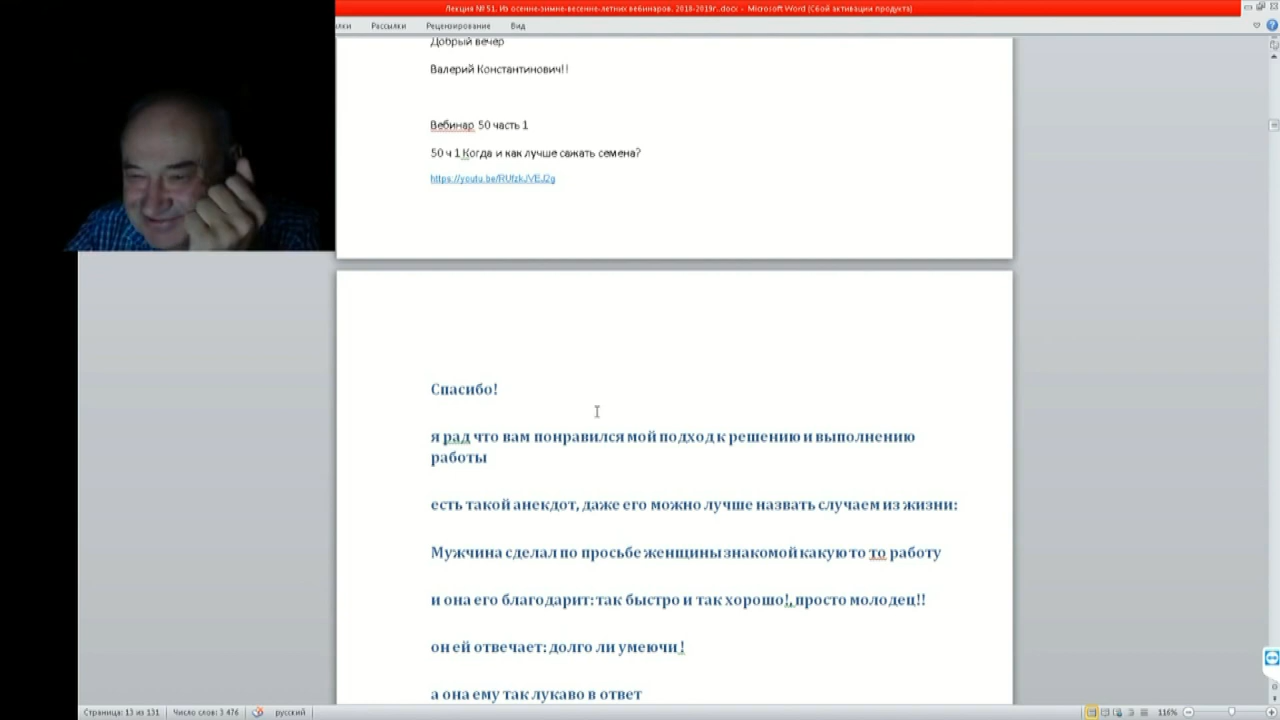 Лекция № 51. Из осенне-зимне-весенне-летних вебинаров. 2018-2019г..docx - Microsoft Word (Сбой активации продукта)
лки Рассылки Рецензирование Вид
Добрый вечер
Валерий Константинович!!
Вебинар 50 часть 1
50 ч 1 Когда и как лучше сажать семена?
https://youtu.be/RUfzkJVEJ2g
Спасибо!
я рад что вам понравился мой подход к решению и выполнению
работы
есть такой анекдот, даже его можно лучше назвать случаем из жизни:
Мужчина сделал по просьбе женщины знакомой какую то то работу
и она его благодарит: так быстро и так хорошо!, просто молодец!!
он ей отвечает: долго ли умеючи !
а она ему так лукаво в ответ
Страница: 13 из 131 Число слов: 3 476 русский 116%